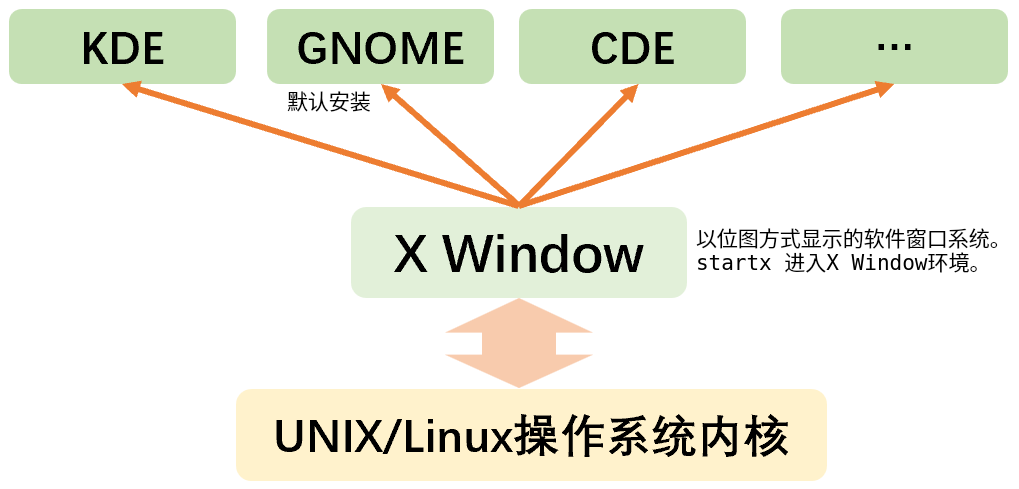 KDE
GNOME
CDE
...
默认安装
X Window
以位图方式显示的软件窗口系统。
startx 进入X Window环境。
UNIX/Linux操作系统内核